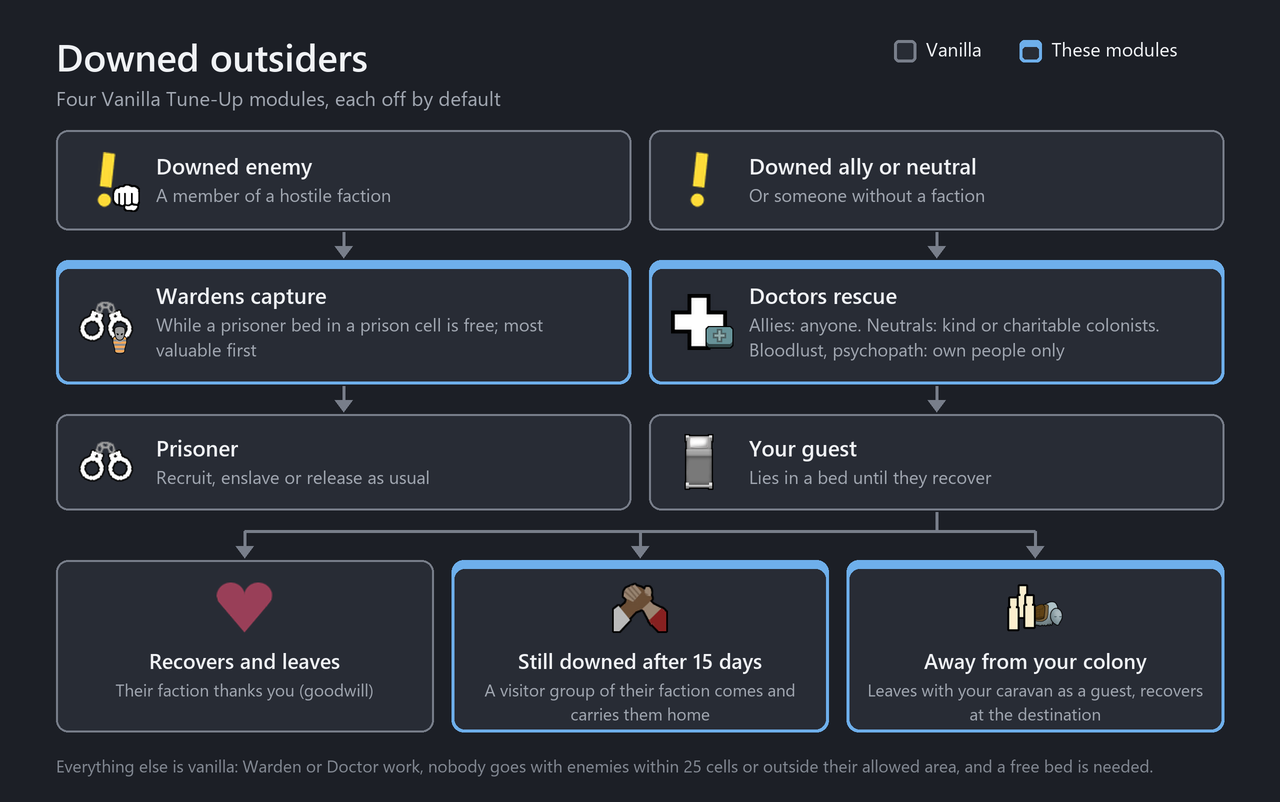 Downed outsiders
Vanilla
These modules
Four Vanilla Tune-Up modules, each off by default
Downed enemy
A member of a hostile faction
Downed ally or neutral
Or someone without a faction
Wardens capture
While a prisoner bed in a prison cell is free; most
valuable first
Doctors rescue
Allies: anyone. Neutrals: kind or charitable colonists.
Bloodlust, psychopath: own people only
Prisoner
Recruit, enslave or release as usual
Your guest
Lies in a bed until they recover
Recovers and leaves
Their faction thanks you (goodwill)
Still downed after 15 days
A visitor group of their faction comes and
carries them home
Away from your colony
Leaves with your caravan as a guest, recovers
at the destination
Everything else is vanilla: Warden or Doctor work, nobody goes with enemies within 25 cells or outside their allowed area, and a free bed is needed.